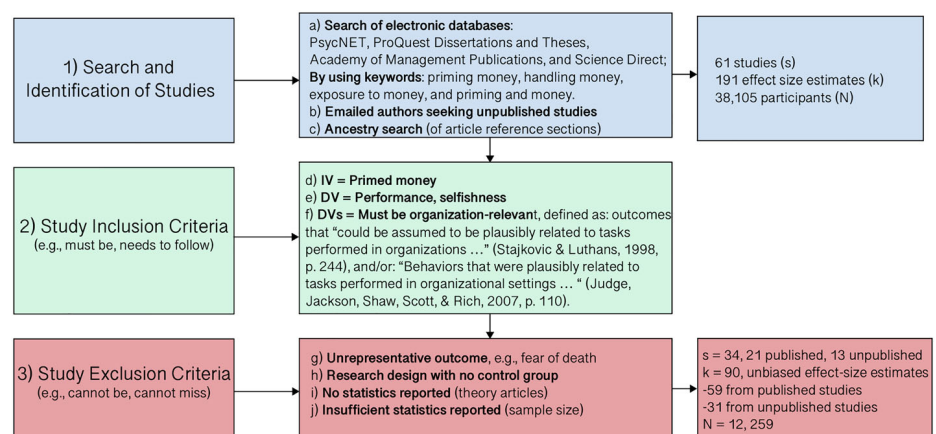 1) Search and
Identification of Studies
a) Search of electronic databases:
PsycNET, ProQuest Dissertations and Theses,
Academy of Management Publications, and Science Direct;
By using keywords: priming money, handling money,
exposure to money, and priming and money.
b) Emailed authors seeking unpublished studies
c) Ancestry search (of article reference sections)
61 studies (s)
191 effect size estimates (k)
38,105 participants (N)
2) Study Inclusion Criteria
(e.g., must be, needs to follow)
d) IV = Primed money
e) DV = Performance, selfishness
f) DVs = Must be organization-relevant, defined as: outcomes
that “could be assumed to be plausibly related to tasks
performed in organizations ...” (Stajkovic & Luthans, 1998,
p. 244), and/or: “Behaviors that were plausibly related to
tasks performed in organizational settings ... “ (Judge,
Jackson, Shaw, Scott, & Rich, 2007, p. 110).
3) Study Exclusion Criteria
(e.g., cannot be, cannot miss)
g) Unrepresentative outcome, e.g., fear of death
h) Research design with no control group
i) No statistics reported (theory articles)
j) Insufficient statistics reported (sample size)
s = 34, 21 published, 13 unpublished
k = 90, unbiased effect-size estimates
-59 from published studies
-31 from unpublished studies
N = 12, 259